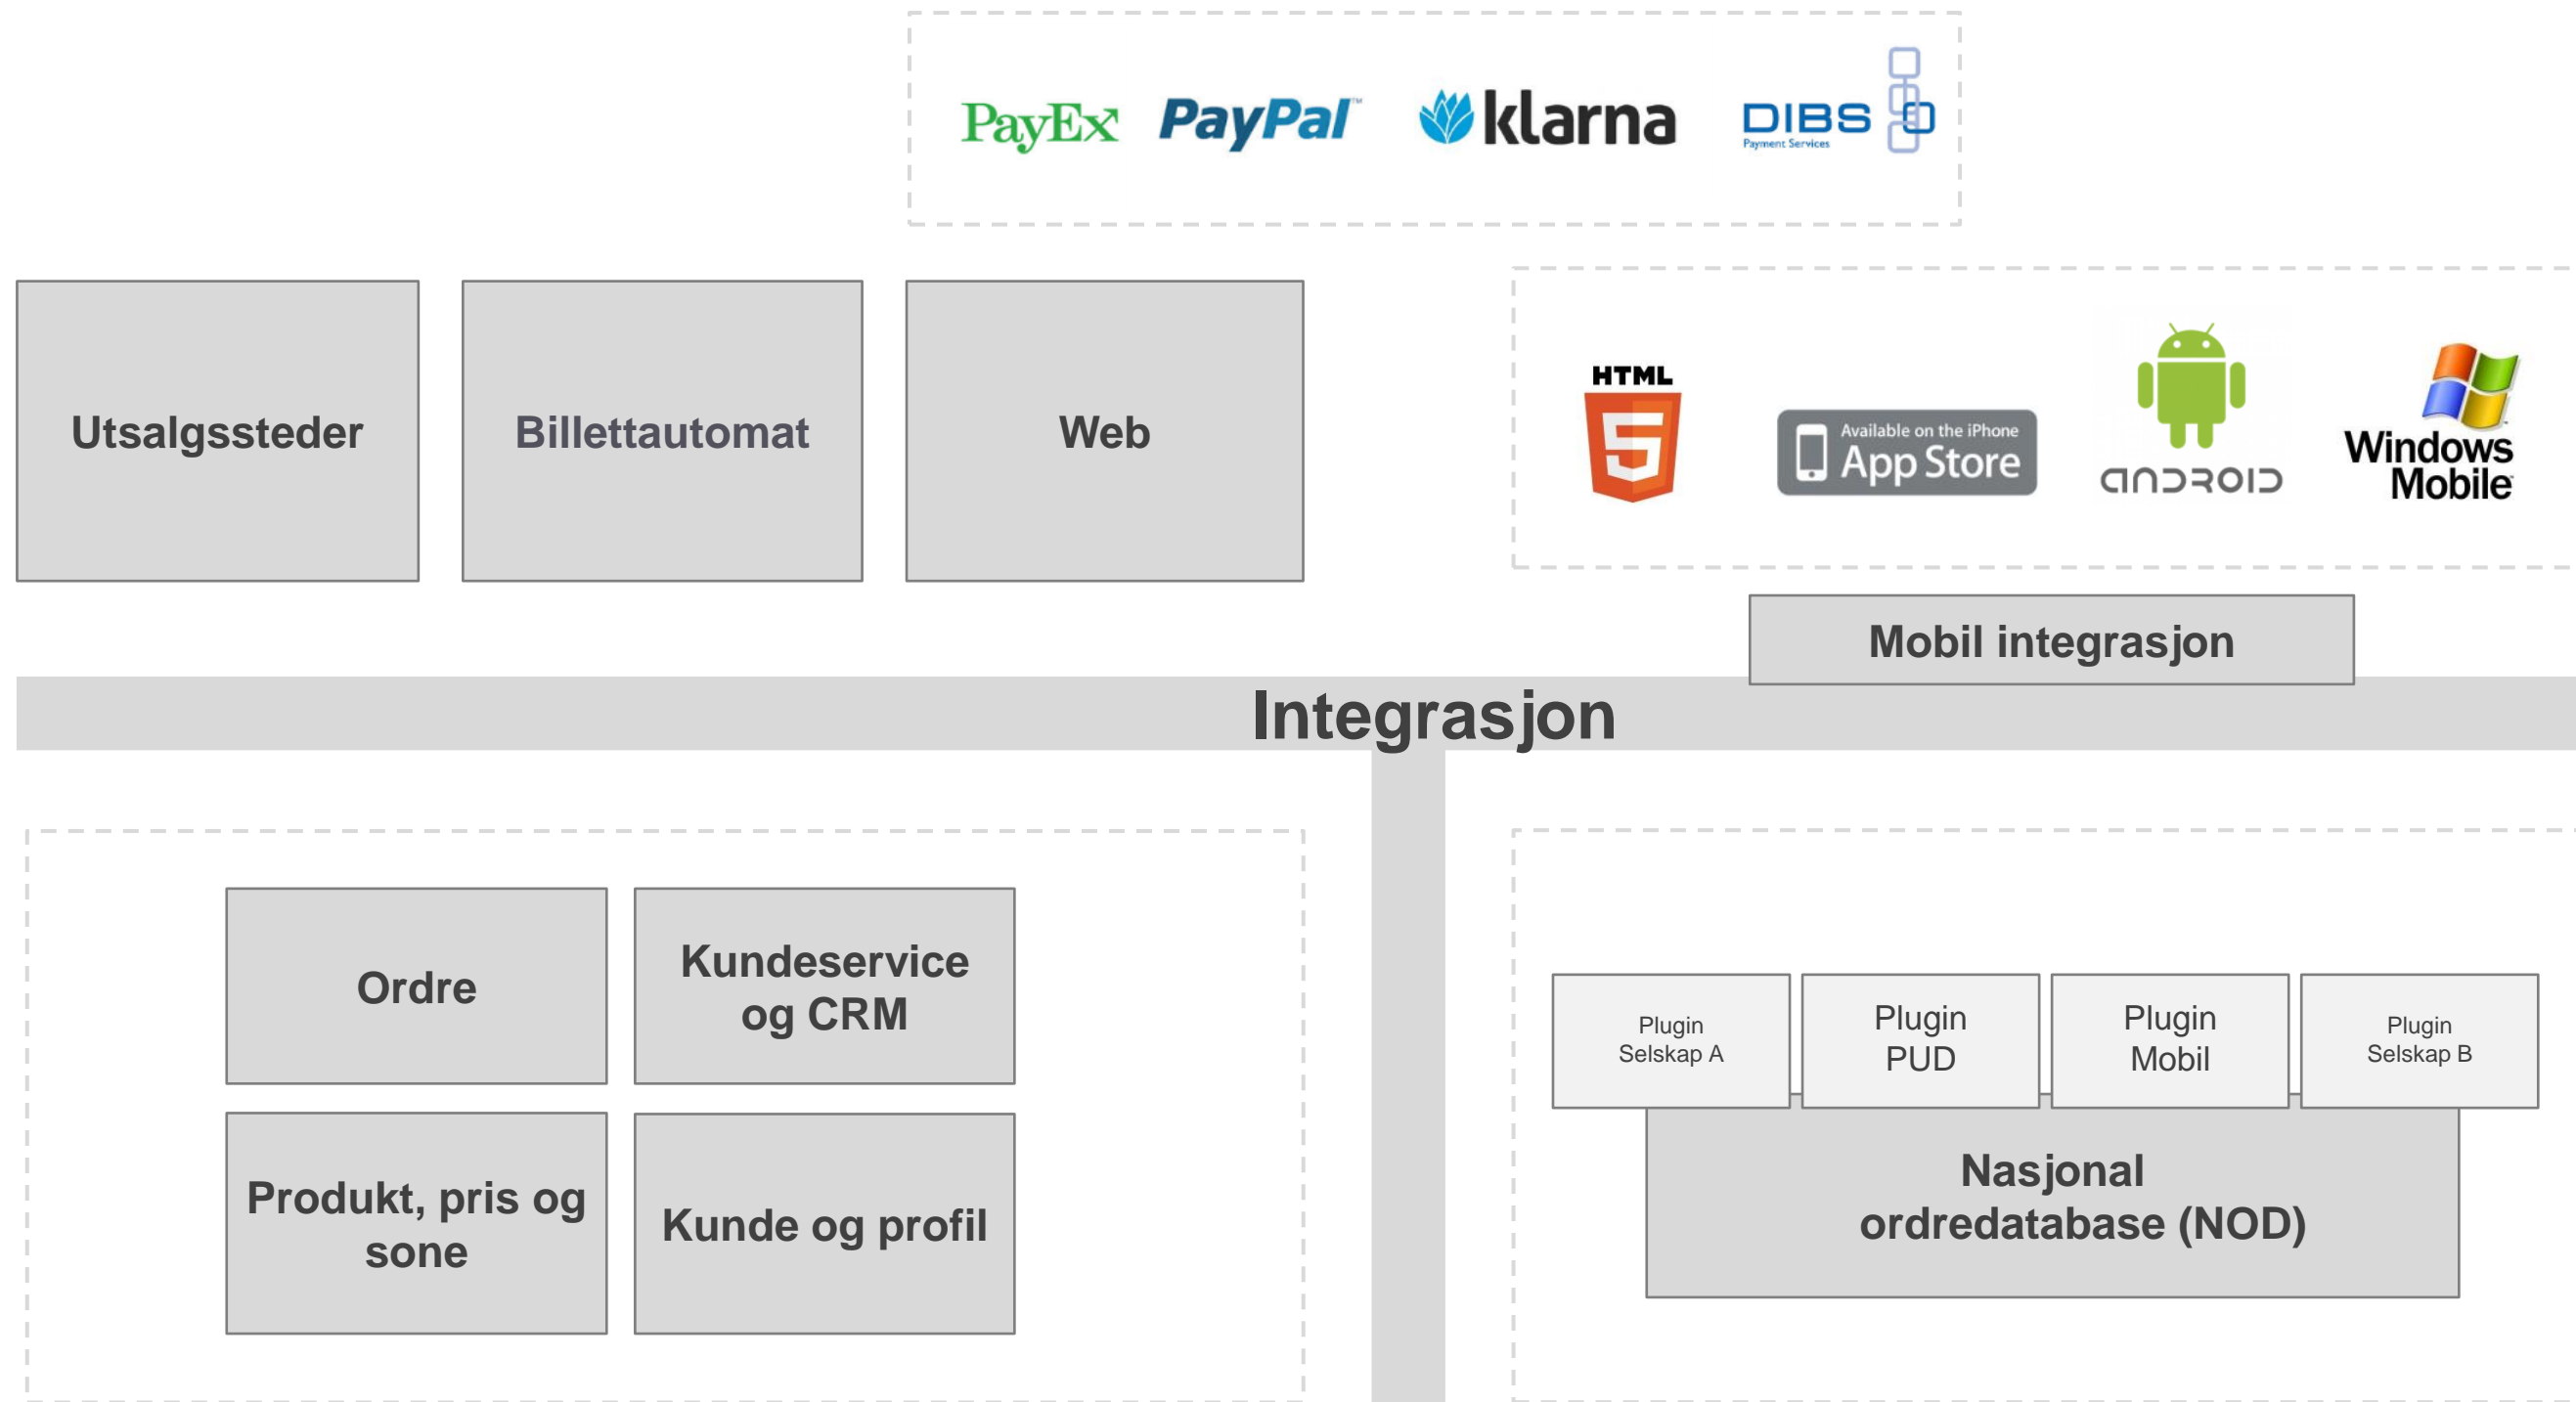 PayEx
PayPal™
klarna
DIBS
Payment Services
Utsalgssteder
Billettautomat
Web
HTML
5
Available on the iPhone
App Store
ANDROID
Windows
Mobile
Mobil integrasjon
Integrasjon
Ordre
Kundeservice
og CRM
Produkt, pris og
sone
Kunde og profil
Plugin
Selskap A
Plugin
PUD
Plugin
Mobil
Plugin
Selskap B
Nasjonal
ordredatabase (NOD)